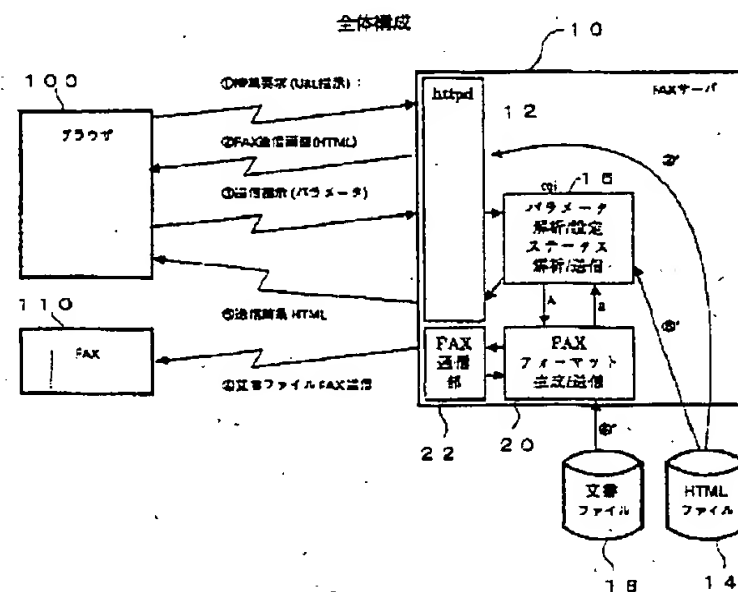 全体構成
10
100
①接続要求(URL指示)
httpd
FAXサーバ
12
ブラウザ
②FAX送信画面(HTML)
②'
③送信指示(パラメータ)
cgi
16
パラメータ
解析/設定
ステータス
解析/送信
110
⑤送信結果 HTML
A
B
⑤'
FAX
FAX
通信
部
FAX
フォーマット
生成/送信
④文書ファイルFAX送信
22
20
④'
文書
ファイル
HTML
ファイル
18
14